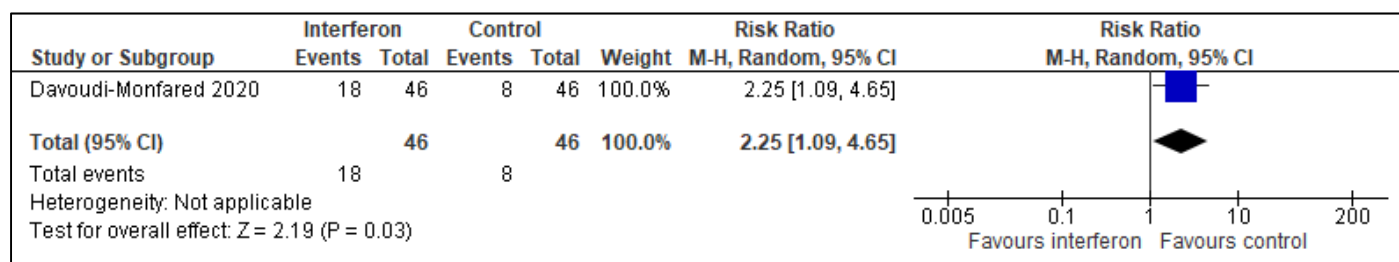 Interferon Control Risk Ratio Risk Ratio
Study or Subgroup Events Total Events Total Weight M-H, Random, 95% CI M-H, Random, 95% CI
Davoudi-Monfared 2020 18 46 8 46 100.0% 2.25 [1.09, 4.65]
Total (95% CI) 46 46 100.0% 2.25 [1.09, 4.65]
Total events 18 8
Heterogeneity: Not applicable
Test for overall effect: Z = 2.19 (P = 0.03)
0.005 0.1 1 10 200
Favours interferon Favours control